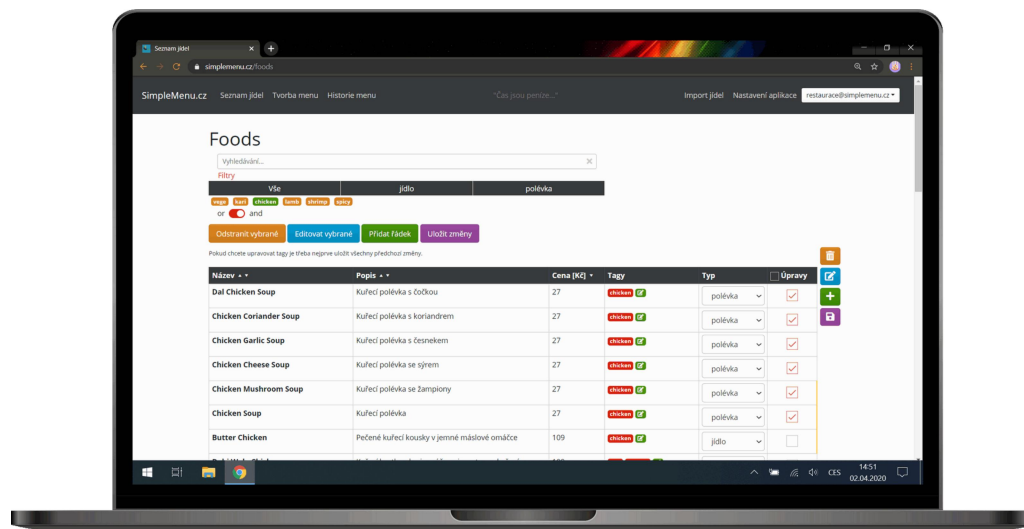 Seznam jídel
simplemenu.cz/foods
SimpleMenu.cz Seznam jídel Tvorba menu Historie menu "Čas jsou peníze..." Import jídel Nastavení aplikace restaurace@simplemenu.cz
Foods
Vyhledávání...
Filtry
Vše jídlo polévka
vege kari chicken lamb shrimp spicy
or and
Odstranit vybrané Editovat vybrané Přidat řádek Uložit změny
Pokud chcete upravovat tagy je třeba nejprve uložit všechny předchozí změny.
Název Popis Cena [Kč] Tagy Typ Úpravy
Dal Chicken Soup Kuřecí polévka s čočkou 27 chicken polévka
Chicken Coriander Soup Kuřecí polévka s koriandrem 27 chicken polévka
Chicken Garlic Soup Kuřecí polévka s česnekem 27 chicken polévka
Chicken Cheese Soup Kuřecí polévka se sýrem 27 chicken polévka
Chicken Mushroom Soup Kuřecí polévka se žampiony 27 chicken polévka
Chicken Soup Kuřecí polévka 27 chicken polévka
Butter Chicken Pečené kuřecí kousky v jemné máslové omáčce 109 chicken jídlo
CES
14:51
02.04.2020